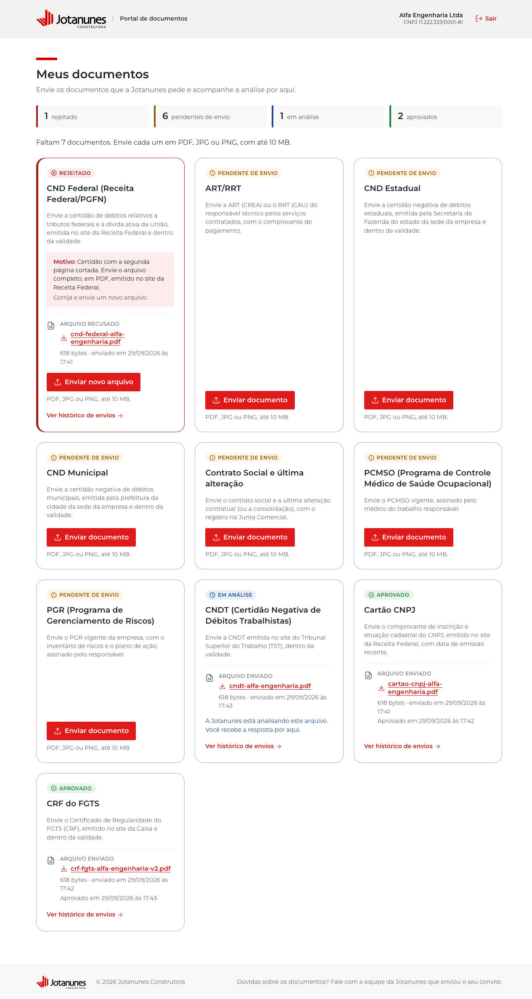 Jotanunes
CONSTRUTORA
Portal de documentos
Alfa Engenharia Ltda
CNPJ 11.222.333/0001-81
Sair
Meus documentos
Envie os documentos que a Jotanunes pede e acompanhe a análise por aqui.
1 rejeitado
6 pendentes de envio
1 em análise
2 aprovados
Faltam 7 documentos. Envie cada um em PDF, JPG ou PNG, com até 10 MB.
REJEITADO
CND Federal (Receita
Federal/PGFN)
Envie a certidão de débitos relativos a
tributos federais e à dívida ativa da União,
emitida no site da Receita Federal e dentro
da validade.
Motivo: Certidão com a segunda
página cortada. Envie o arquivo
completo, em PDF, emitido no site da
Receita Federal.
Corrija e envie um novo arquivo.
ARQUIVO RECUSADO
cnd-federal-alfa-
engenharia.pdf
618 bytes · enviado em 29/09/2026 às
17:41
Enviar novo arquivo
PDF, JPG ou PNG, até 10 MB.
Ver histórico de envios
PENDENTE DE ENVIO
ART/RRT
Envie a ART (CREA) ou o RRT (CAU) do
responsável técnico pelos serviços
contratados, com o comprovante de
pagamento.
Enviar documento
PDF, JPG ou PNG, até 10 MB.
PENDENTE DE ENVIO
CND Estadual
Envie a certidão negativa de débitos
estaduais, emitida pela Secretaria da
Fazenda do estado da sede da empresa e
dentro da validade.
Enviar documento
PDF, JPG ou PNG, até 10 MB.
PENDENTE DE ENVIO
CND Municipal
Envie a certidão negativa de débitos
municipais, emitida pela prefeitura da
cidade da sede da empresa e dentro da
validade.
Enviar documento
PDF, JPG ou PNG, até 10 MB.
PENDENTE DE ENVIO
Contrato Social e última
alteração
Envie o contrato social e a última alteração
contratual (ou a consolidação), com o
registro na Junta Comercial.
Enviar documento
PDF, JPG ou PNG, até 10 MB.
PENDENTE DE ENVIO
PCMSO (Programa de Controle
Médico de Saúde Ocupacional)
Envie o PCMSO vigente, assinado pelo
médico do trabalho responsável.
Enviar documento
PDF, JPG ou PNG, até 10 MB.
PENDENTE DE ENVIO
PGR (Programa de
Gerenciamento de Riscos)
Envie o PGR vigente da empresa, com o
inventário de riscos e o plano de ação,
assinado pelo responsável.
Enviar documento
PDF, JPG ou PNG, até 10 MB.
EM ANÁLISE
CNDT (Certidão Negativa de
Débitos Trabalhistas)
Envie a CNDT emitida no site do Tribunal
Superior do Trabalho (TST), dentro da
validade.
ARQUIVO ENVIADO
cndt-alfa-engenharia.pdf
618 bytes · enviado em 29/09/2026 às
17:43
A Jotanunes está analisando este arquivo.
Você recebe a resposta por aqui.
Ver histórico de envios
APROVADO
Cartão CNPJ
Envie o comprovante de inscrição e
situação cadastral do CNPJ, emitido no site
da Receita Federal, com data de emissão
recente.
ARQUIVO ENVIADO
cartao-cnpj-alfa-
engenharia.pdf
618 bytes · enviado em 29/09/2026 às
17:41
Aprovado em 29/09/2026 às 17:42
Ver histórico de envios
APROVADO
CRF do FGTS
Envie o Certificado de Regularidade do
FGTS (CRF), emitido no site da Caixa e
dentro da validade.
ARQUIVO ENVIADO
crf-fgts-alfa-engenharia-v2.pdf
618 bytes · enviado em 29/09/2026 às
17:42
Aprovado em 29/09/2026 às 17:43
Ver histórico de envios
Jotanunes
CONSTRUTORA
© 2026 Jotanunes Construtora
Dúvidas sobre os documentos? Fale com a equipe da Jotanunes que enviou o seu convite.